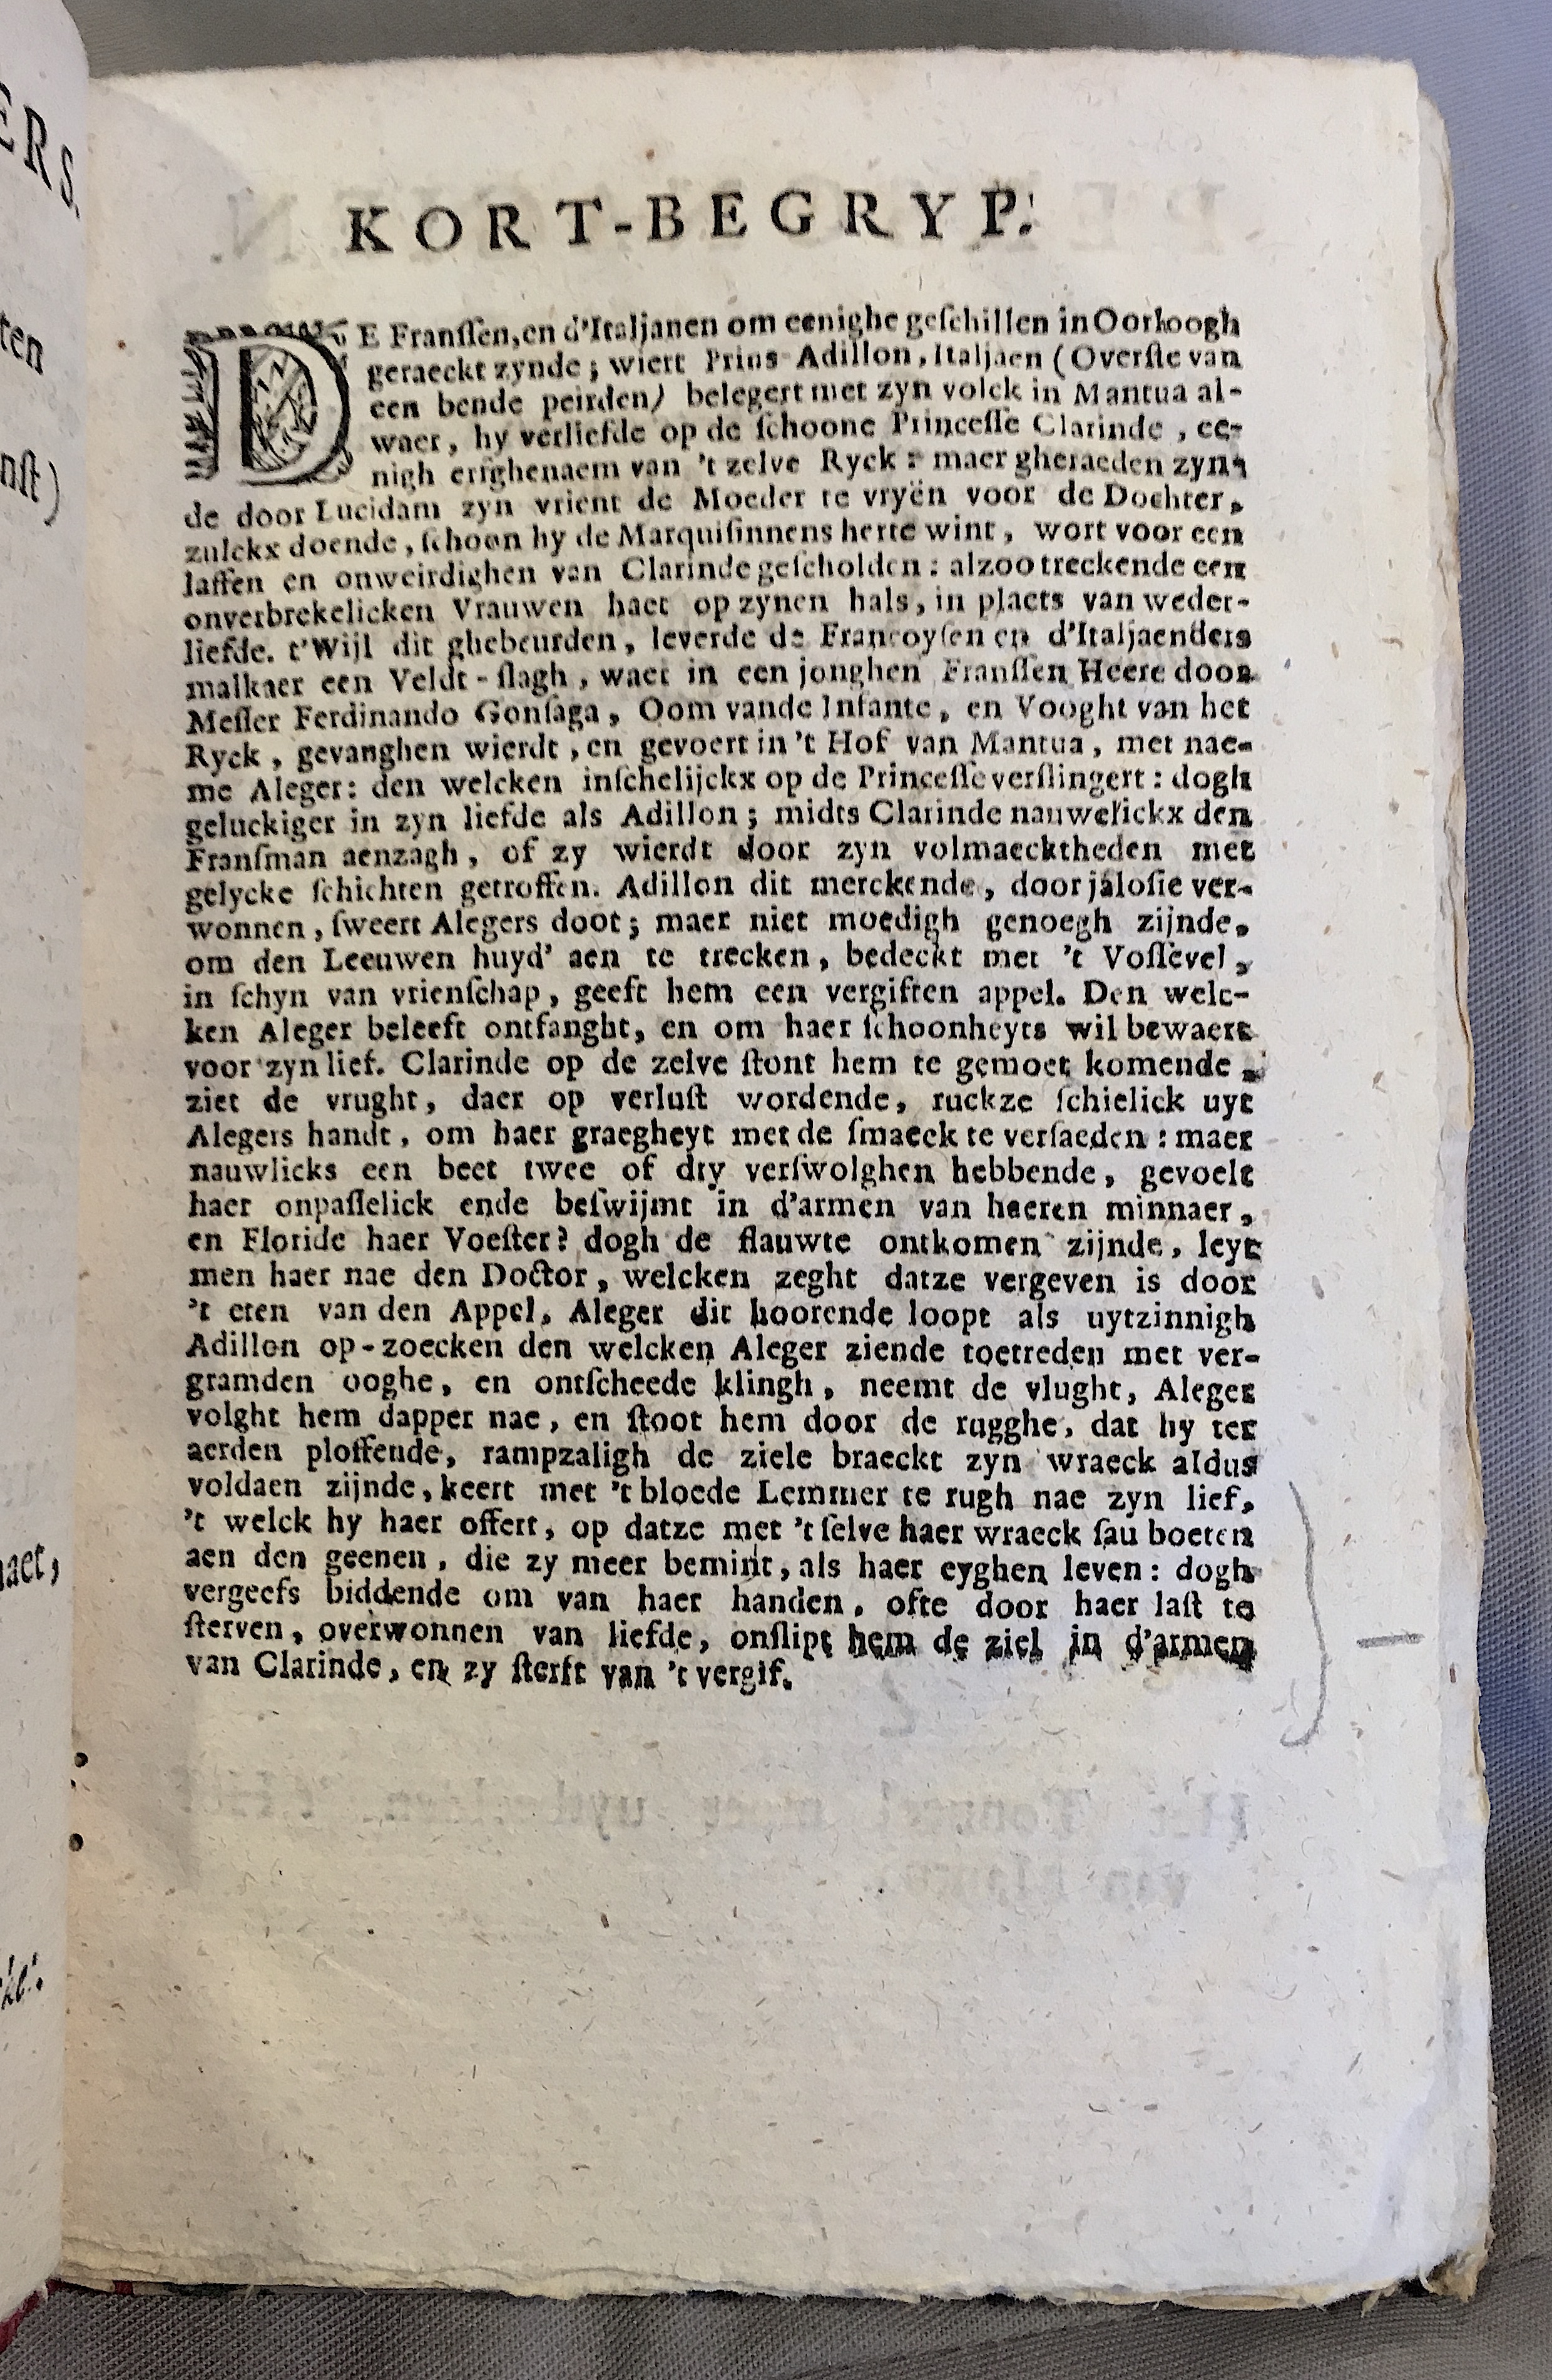 KORT-BEGRYP.
DE Franſſen, en d'Italjanen om eenighe geſchillen in Oorloogh
geraeckt zynde; wiert Prins Adillon, Italjaen (Overſte van
een bende peirden) belegert met zyn volck in Mantua al-
waer, hy verliefde op de ſchoone Princeſſe Clarinde, ee-
nigh erfghenaem van 't zelve Ryck: maer gheraeden zyn-
de door Lucidam zyn vrient de Moeder te vryën voor de Dochter,
zulckx doende, ſchoon hy de Marquiſinnens herte wint, wort voor een
laffen en onweirdighen van Clarinde geſcholden: alzoo treckende een
onverbrekelicken Vrauwen haet op zynen hals, in plaets van weder-
liefde. t'Wijl dit ghebeurden, leverde de Francoyſen en d'Italjaenders
malkaer een Veldt-ſlagh, waer in een jonghen Franſſen Heere door
Meſſer Ferdinando Gonſaga, Oom vande Infante, en Vooght van het
Ryck, gevanghen wierdt, en gevoert in 't Hof van Mantua, met nae-
me Aleger: den welcken inſchelijckx op de Princeſſe verſlingert: dogh
geluckiger in zyn liefde als Adillon; midts Clarinde nauwelickx den
Franſman aenzagh, of zy wierdt door zyn volmaecktheden met
gelycke ſchichten getroffen. Adillon dit merckende, door jaloſie ver-
wonnen, ſweert Alegers doot; maer niet moedigh genoegh zijnde,
om den Leeuwen huyd' aen te trecken, bedeckt met 't Voſſevel,
in ſchyn van vrienſchap, geeft hem een vergiften appel. Den welc-
ken Aleger beleeft ontfanght, en om haer ſchoonheyts wil bewaert
voor zyn lief. Clarinde op de zelve ſtont hem te gemoet komende,
ziet de vrught, daer op verluſt wordende, ruckze ſchielick uyt
Alegers handt, om haer graegheyt met de ſmaeck te verſaeden: maer
nauwlicks een beet twee of dry verſwolghen hebbende, gevoelt
haer onpaſſelick ende beſwijmt in d'armen van haeren minnaer,
en Floride haer Voeſter? dogh de flauwte ontkomen zijnde, leyt
men haer nae den Doctor, welcken zeght datze vergeven is door
't eten van den Appel, Aleger dit hoorende loopt als uytzinnigh
Adillon op-zoecken den welcken Aleger ziende toetreden met ver-
gramden ooghe, en ontſcheede klingh, neemt de vlught, Aleger
volght hem dapper nae, en ſtoot hem door de rugghe, dat hy ter
aerden ploffende, rampzaligh de ziele braeckt zyn wraeck aldus
voldaen zijnde, keert met 't bloede Lemmer te rugh nae zyn lief,
't welck hy haer offert, op datze met 't ſelve haer wraeck ſau boeten
aen den geenen, die zy meer bemint, als haer eyghen leven: dogh
vergeefs biddende om van haer handen, ofte door haer laſt te
ſterven, overwonnen van liefde, onſlipt hem de ziel in d'armen
van Clarinde, en zy ſterft van 't vergif.